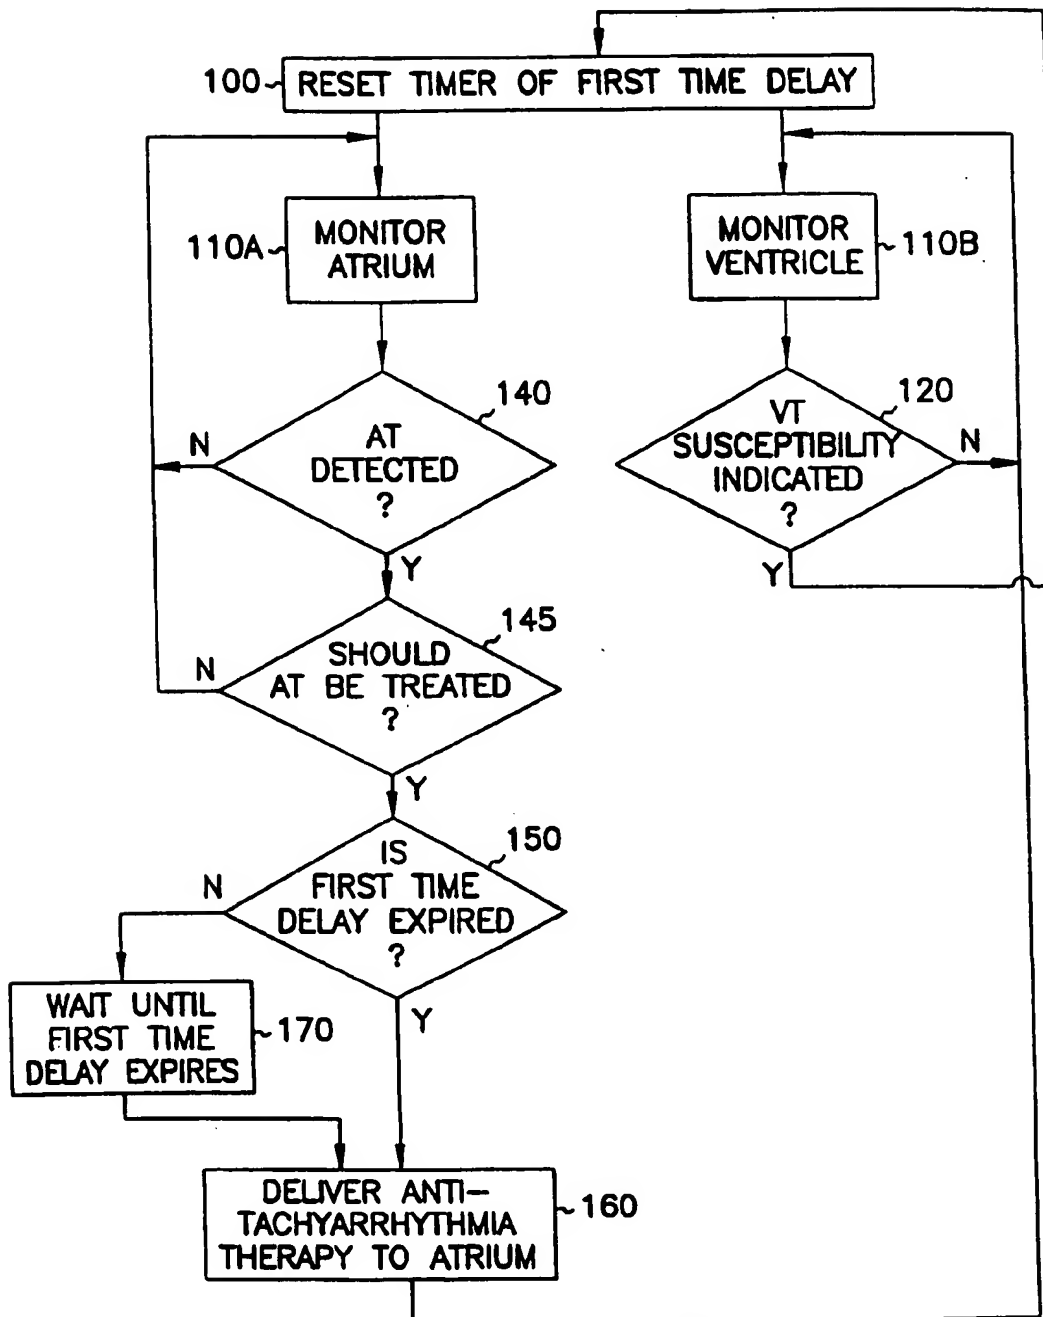 100
RESET TIMER OF FIRST TIME DELAY
110A
MONITOR
ATRIUM
MONITOR
VENTRICLE
110B
140
AT
DETECTED
?
N
Y
120
VT
SUSCEPTIBILITY
INDICATED
?
N
Y
145
SHOULD
AT BE TREATED
?
N
Y
150
IS
FIRST TIME
DELAY EXPIRED
?
N
Y
WAIT UNTIL
FIRST TIME
DELAY EXPIRES
170
DELIVER ANTI-
TACHYARRHYTHMIA
THERAPY TO ATRIUM
160